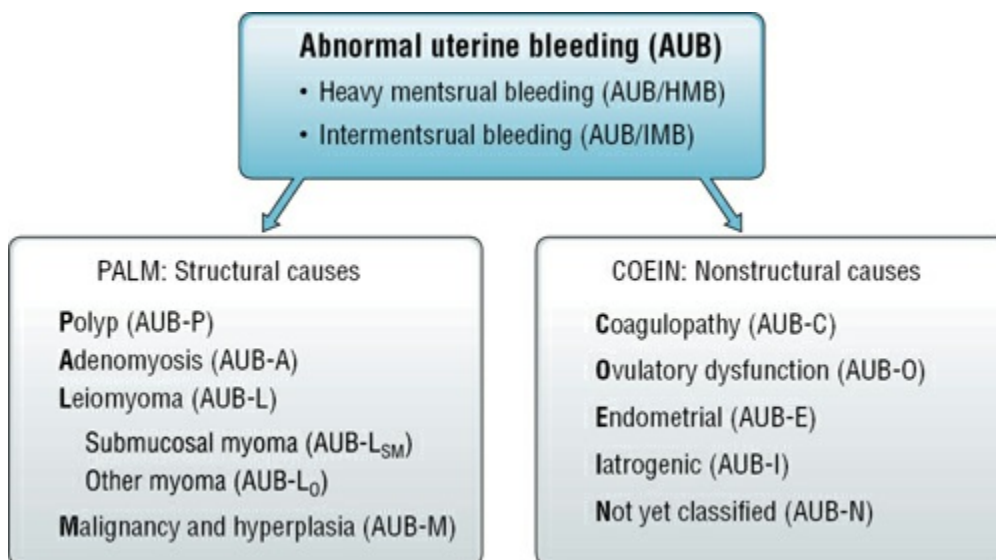 Abnormal uterine bleeding (AUB)
• Heavy mentsrual bleeding (AUB/HMB)
• Intermentsrual bleeding (AUB/IMB)
PALM: Structural causes
Polyp (AUB-P)
Adenomyosis (AUB-A)
Leiomyoma (AUB-L)
Submucosal myoma (AUB-LSM)
Other myoma (AUB-LO)
Malignancy and hyperplasia (AUB-M)
COEIN: Nonstructural causes
Coagulopathy (AUB-C)
Ovulatory dysfunction (AUB-O)
Endometrial (AUB-E)
Iatrogenic (AUB-I)
Not yet classified (AUB-N)